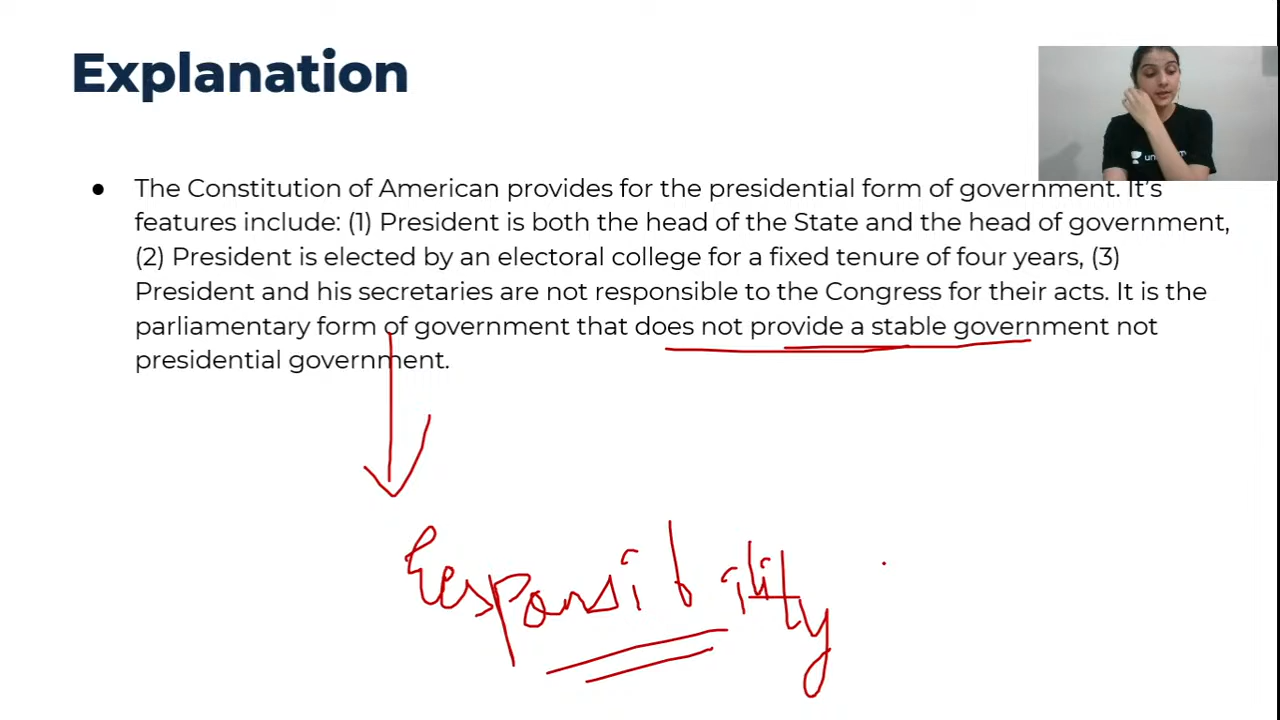 Explanation
● The Constitution of American provides for the presidential form of government. It's
features include: (1) President is both the head of the State and the head of government,
(2) President is elected by an electoral college for a fixed tenure of four years, (3)
President and his secretaries are not responsible to the Congress for their acts. It is the
parliamentary form of government that does not provide a stable government not
presidential government.
Responsibility